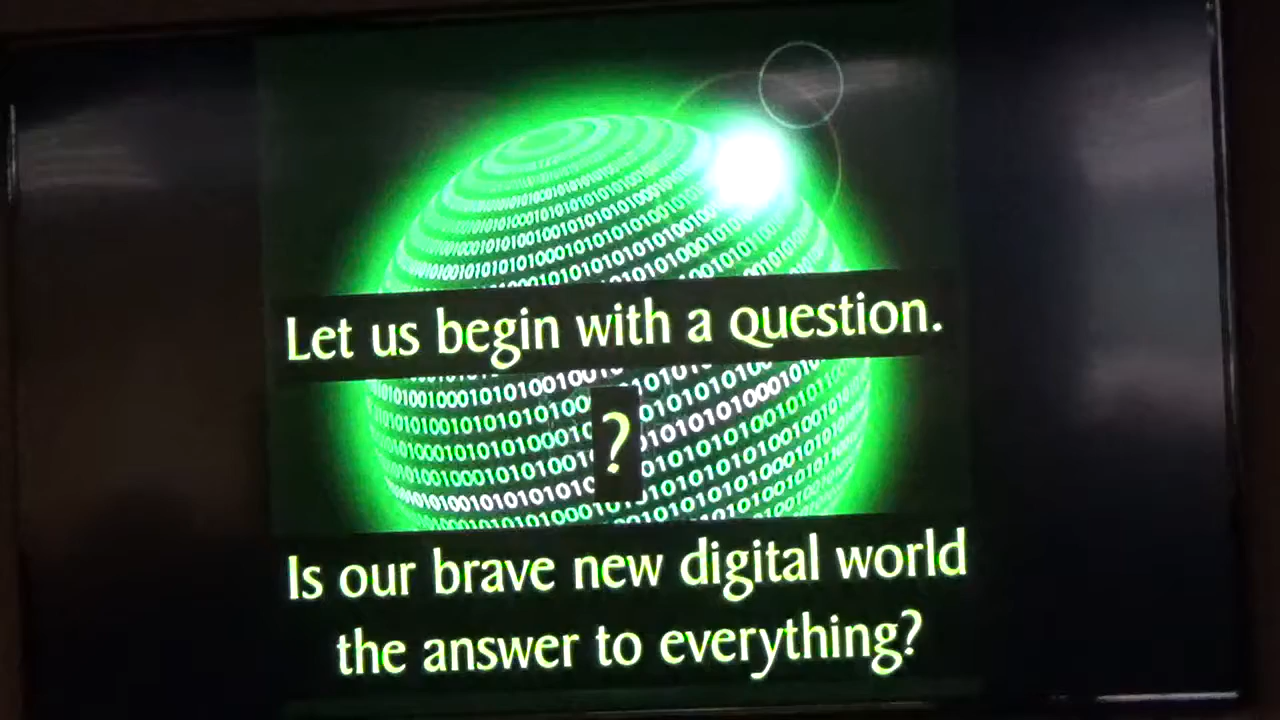 Let us begin with a question.
?
Is our brave new digital world
the answer to everything?